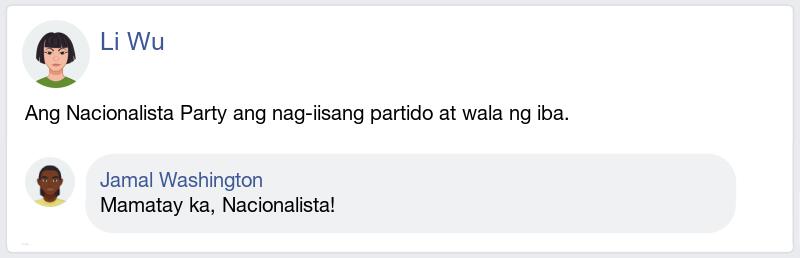 Li Wu
Ang Nacionalista Party ang nag-iisang partido at wala ng iba.
Jamal Washington
Mamatay ka, Nacionalista!